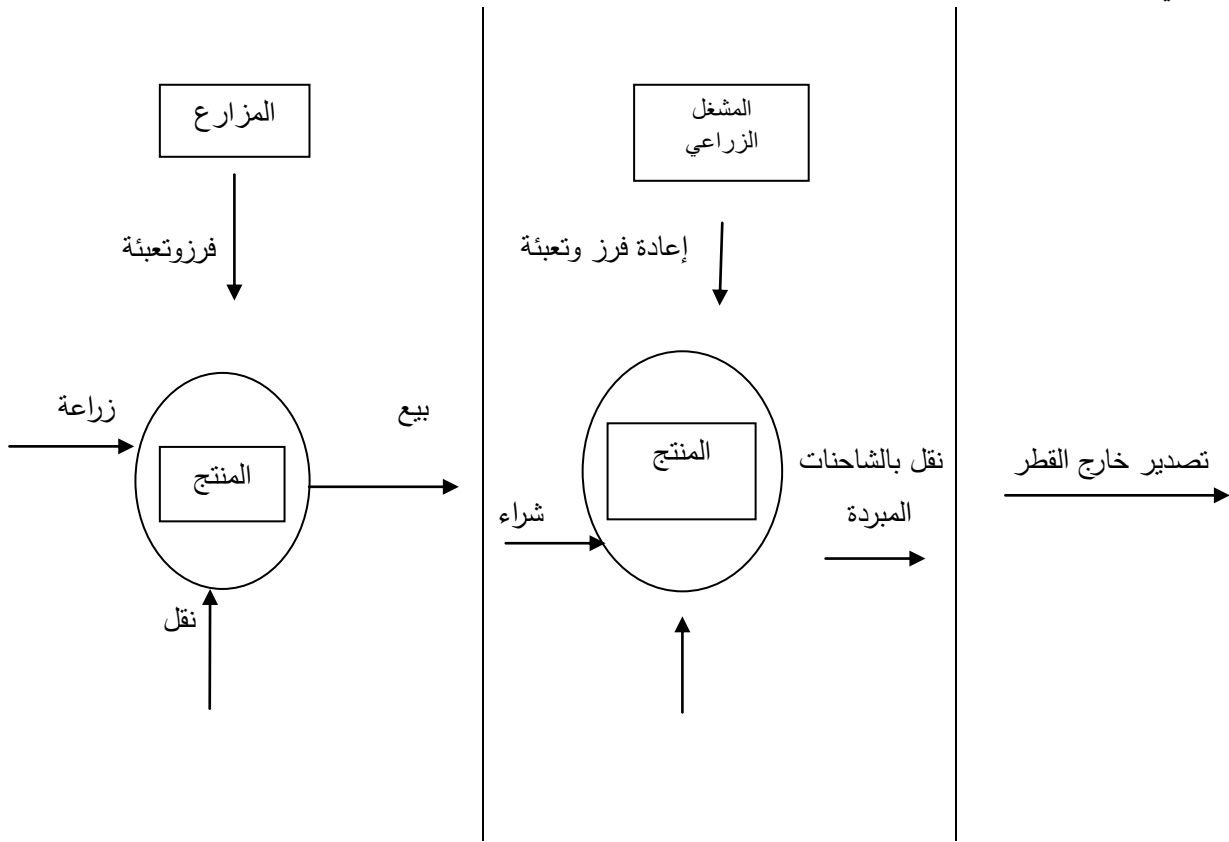 المزارع
المشغل
الزراعي
فرزوتعبئة
إعادة فرز وتعبئة
زراعة
المنتج
بيع
نقل
شراء
المنتج
نقل بالشاحنات
المبردة
تصدير خارج القطر